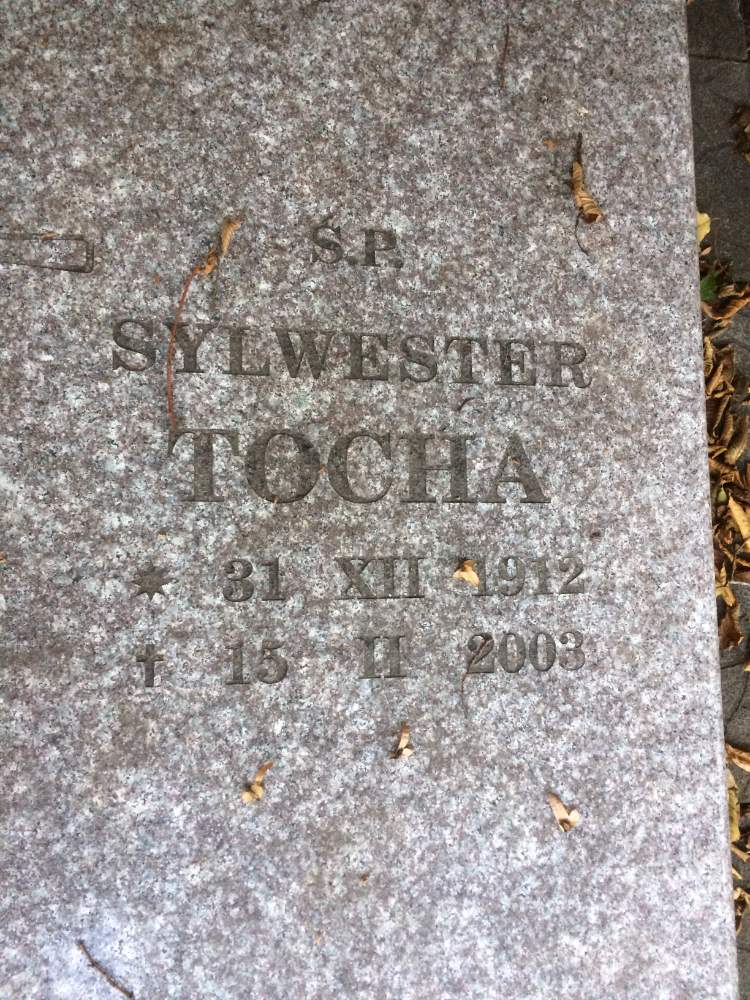 Ś.P.
SYLWESTER
TOCHA
* 31 XII 1912
† 15 II 2003